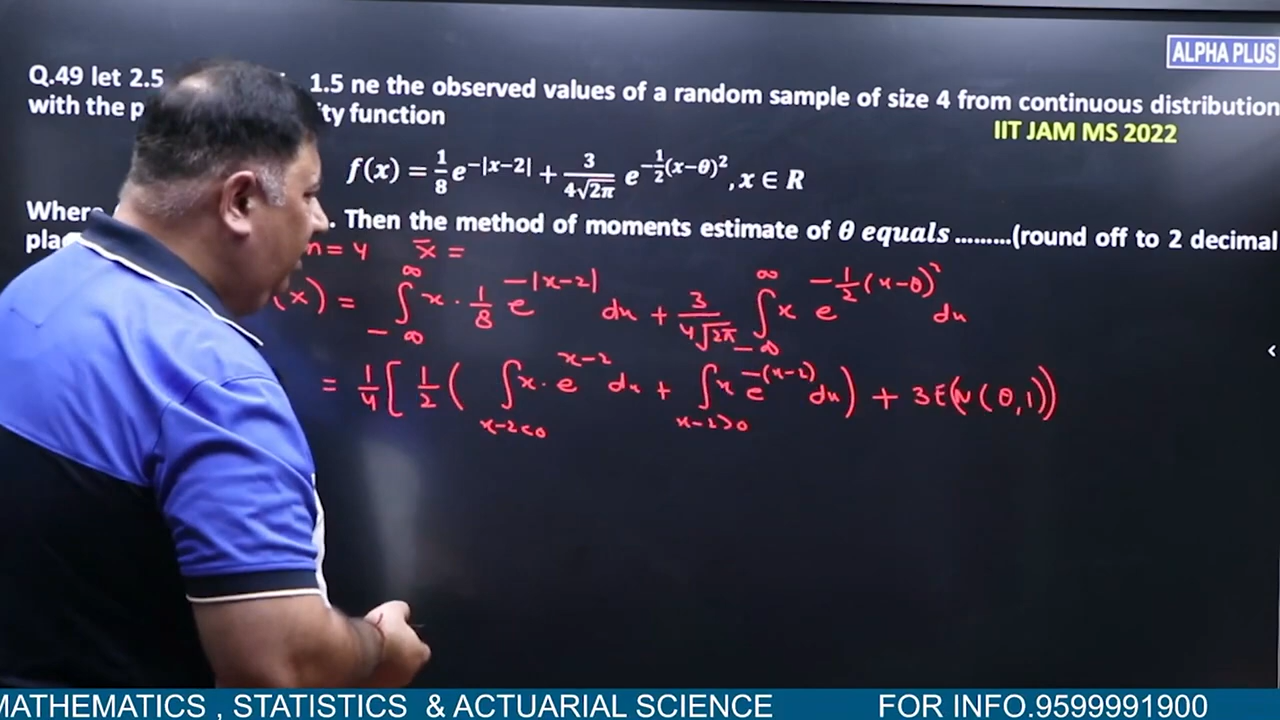 ALPHA PLUS
Q.49 let 2.5 1.5 ne the observed values of a random sample of size 4 from continuous distribution
with the p ty function
IIT JAM MS 2022
f(x) = 1/8 e^{-|x-2|} + 3/(4√2π) e^{-1/2(x-θ)²}, x ∈ R
Where . Then the method of moments estimate of θ equals .........(round off to 2 decimal
pla
n = 4 x̄ =
(x) = ∫_{-∞}^{∞} x · 1/8 e^{-|x-2|} dx + 3/(4√2π) ∫_{-∞}^{∞} x e^{-1/2(x-θ)²} dx
= 1/4 [ 1/2 ( ∫_{x-2<0} x · e^{x-2} dx + ∫_{x-2>0} x e^{-(x-2)} dx ) + 3E(N(θ,1))
MATHEMATICS , STATISTICS & ACTUARIAL SCIENCE FOR INFO.9599991900